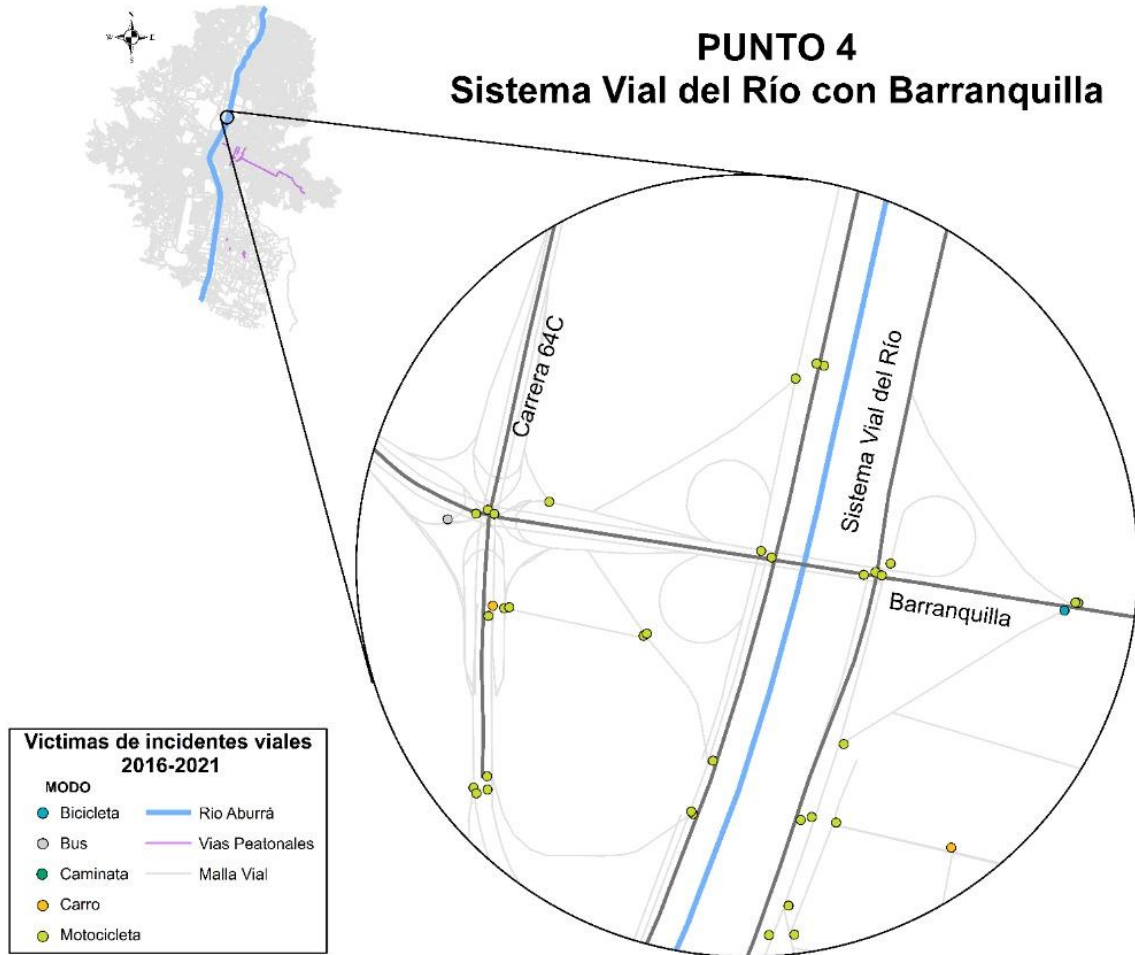 PUNTO 4
Sistema Vial del Río con Barranquilla
N
W
E
S
Carrera 64C
Sistema Vial del Río
Barranquilla
Victimas de incidentes viales
2016-2021
MODO
Bicicleta
Bus
Caminata
Carro
Motocicleta
Rio Aburrá
Vias Peatonales
Malla Vial